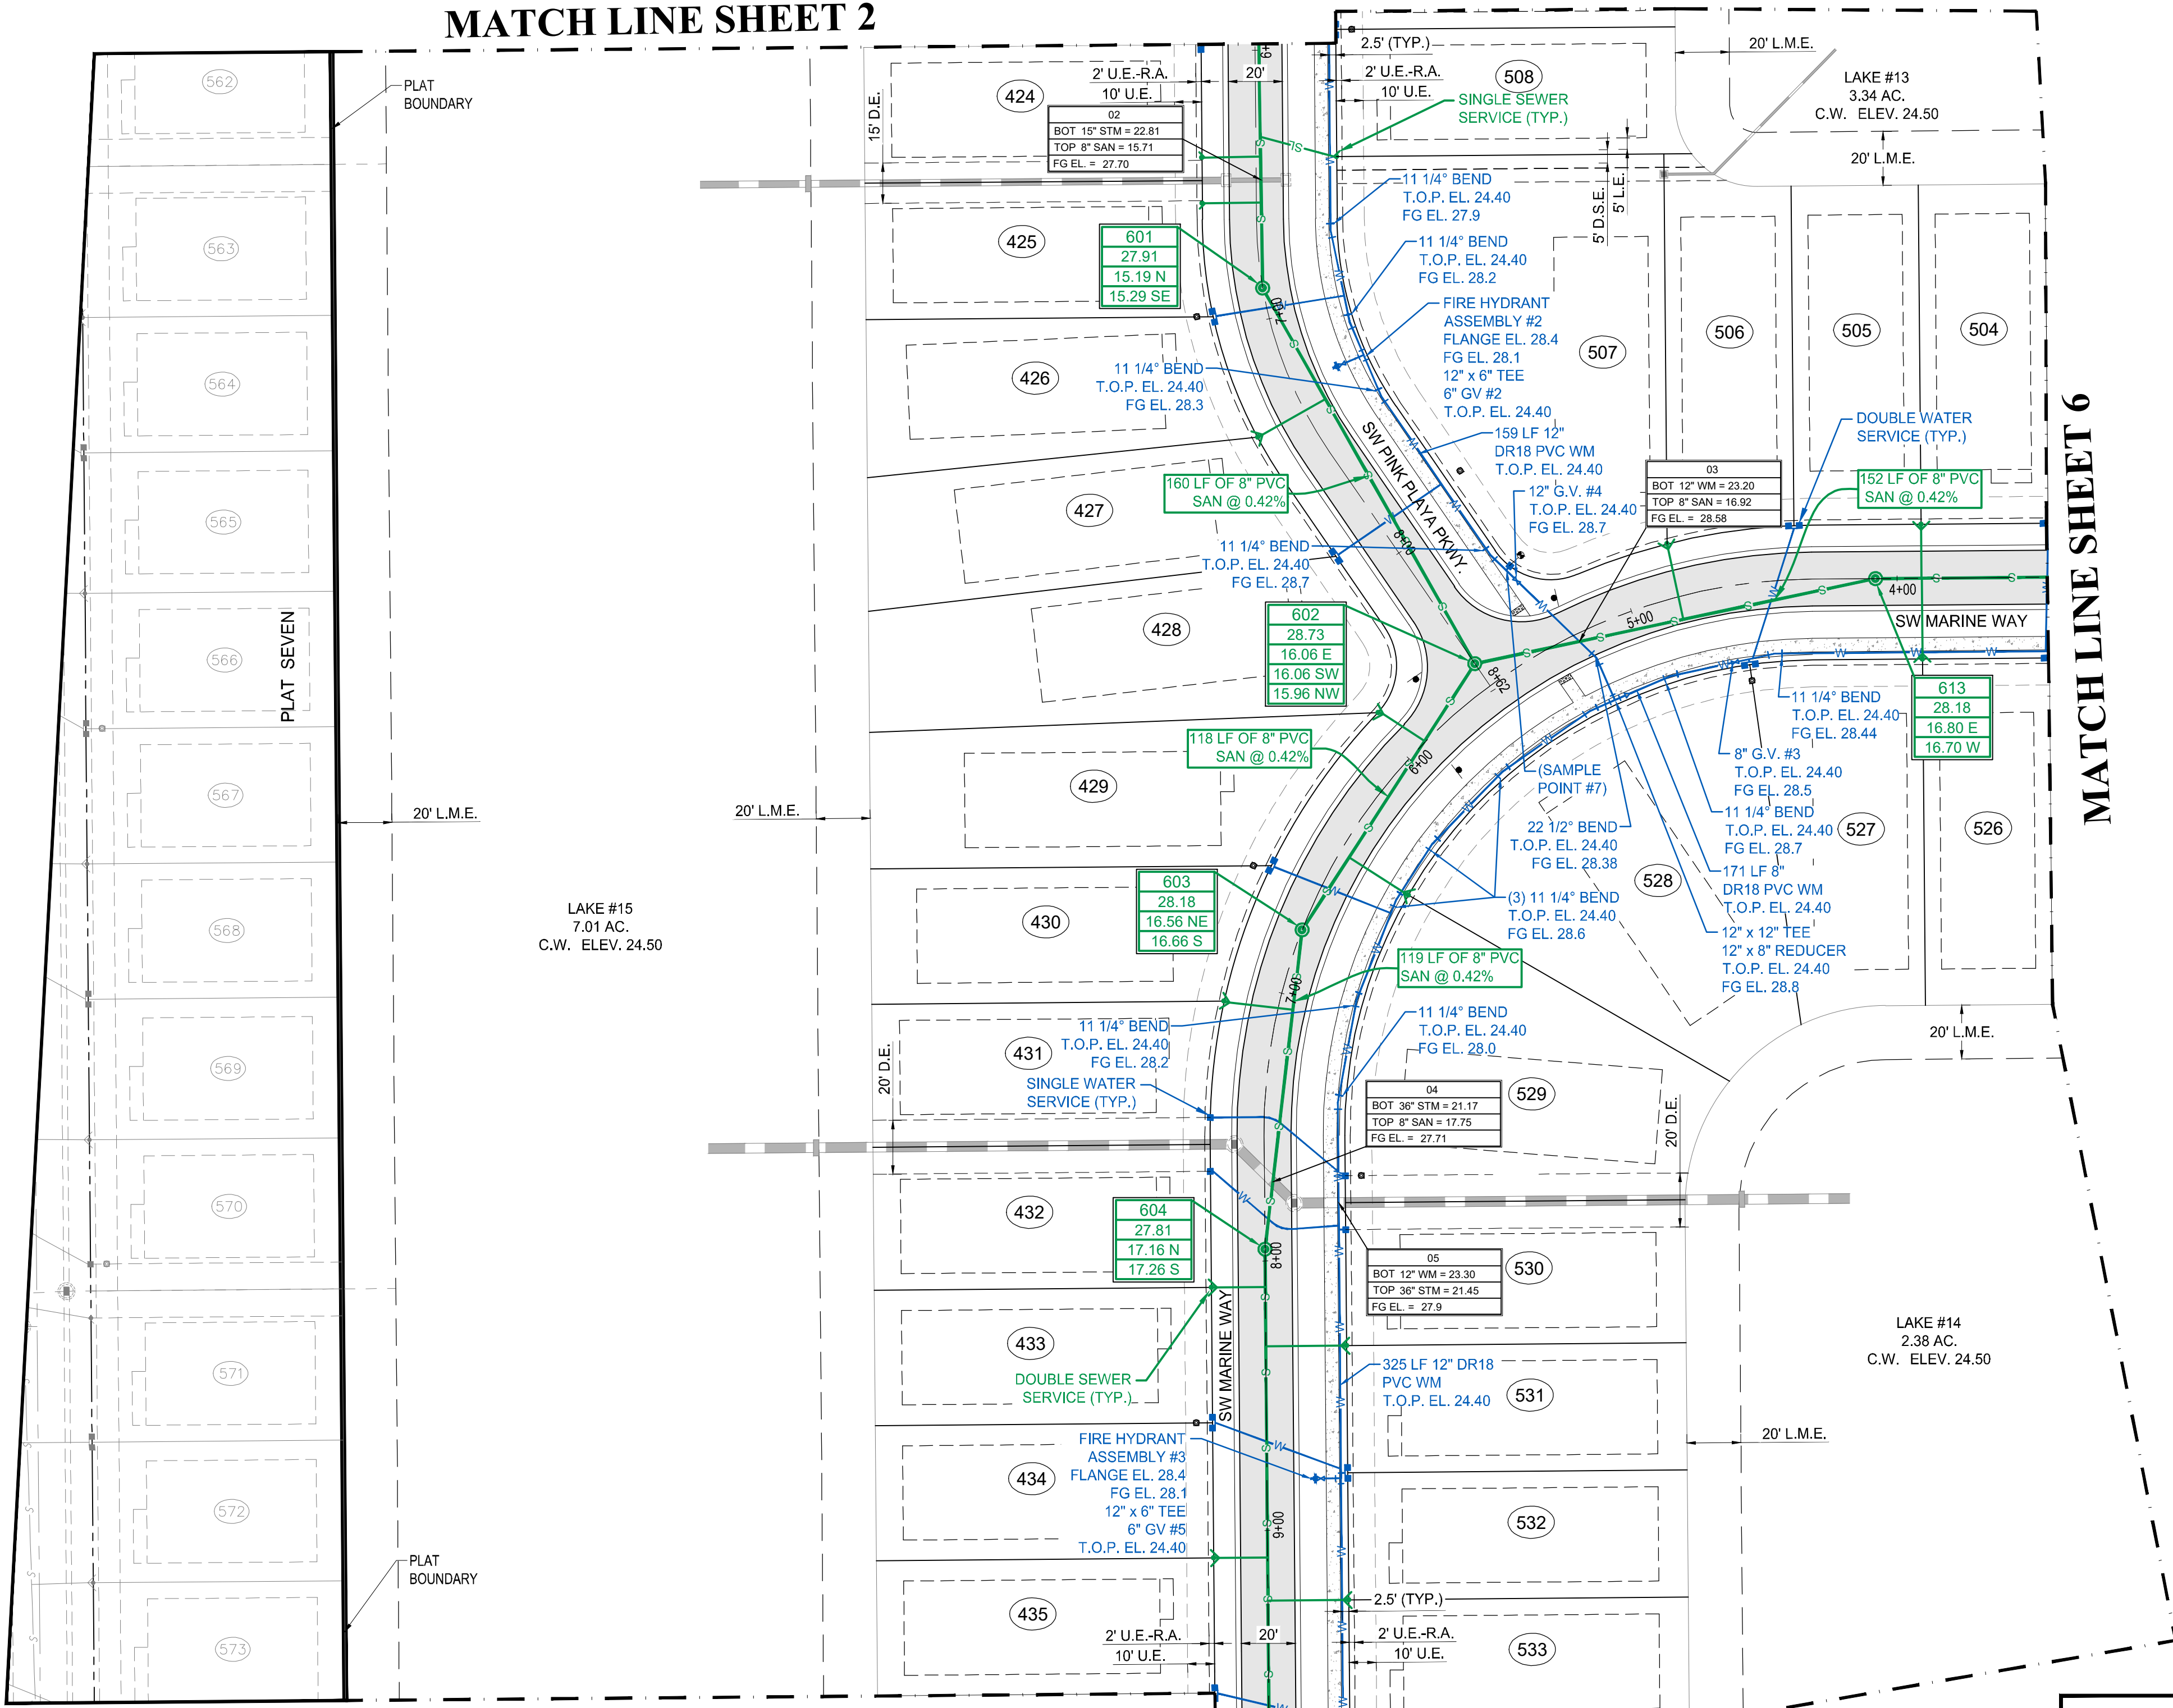 MATCH LINE SHEET 2
MATCH LINE SHEET 6
PLAT
BOUNDARY
562
563
564
565
566
567
568
569
570
571
572
573
PLAT SEVEN
PLAT
BOUNDARY
20' L.M.E.
20' L.M.E.
LAKE #15
7.01 AC.
C.W. ELEV. 24.50
15' D.E.
20' D.E.
424
425
426
427
428
429
430
431
432
433
434
435
2' U.E.-R.A.
10' U.E.
20'
6+
2.5' (TYP.)
2' U.E.-R.A.
10' U.E.
SINGLE SEWER
SERVICE (TYP.)
02
BOT 15" STM = 22.81
TOP 8" SAN = 15.71
FG EL. = 27.70
508
20' L.M.E.
LAKE #13
3.34 AC.
C.W. ELEV. 24.50
20' L.M.E.
5' D.S.E.
5' L.E.
11 1/4° BEND
T.O.P. EL. 24.40
FG EL. 27.9
11 1/4° BEND
T.O.P. EL. 24.40
FG EL. 28.2
601
27.91
15.19 N
15.29 SE
7+00
FIRE HYDRANT
ASSEMBLY #2
FLANGE EL. 28.4
FG EL. 28.1
12" x 6" TEE
6" GV #2
T.O.P. EL. 24.40
507
506
505
504
11 1/4° BEND
T.O.P. EL. 24.40
FG EL. 28.3
SW PINK PLAYA PKWY.
159 LF 12"
DR18 PVC WM
T.O.P. EL. 24.40
DOUBLE WATER
SERVICE (TYP.)
160 LF OF 8" PVC
SAN @ 0.42%
12" G.V. #4
T.O.P. EL. 24.40
FG EL. 28.7
03
BOT 12" WM = 23.20
TOP 8" SAN = 16.92
FG EL. = 28.58
152 LF OF 8" PVC
SAN @ 0.42%
8+00
11 1/4° BEND
T.O.P. EL. 24.40
FG EL. 28.7
602
28.73
16.06 E
16.06 SW
15.96 NW
8+62
5+00
4+00
SW MARINE WAY
613
28.18
16.80 E
16.70 W
11 1/4° BEND
T.O.P. EL. 24.40
FG EL. 28.44
8" G.V. #3
T.O.P. EL. 24.40
FG EL. 28.5
118 LF OF 8" PVC
SAN @ 0.42%
6+00
(SAMPLE
POINT #7)
22 1/2° BEND
T.O.P. EL. 24.40
FG EL. 28.38
11 1/4° BEND
T.O.P. EL. 24.40
FG EL. 28.7
527
526
528
171 LF 8"
DR18 PVC WM
T.O.P. EL. 24.40
(3) 11 1/4° BEND
T.O.P. EL. 24.40
FG EL. 28.6
12" x 12" TEE
12" x 8" REDUCER
T.O.P. EL. 24.40
FG EL. 28.8
603
28.18
16.56 NE
16.66 S
119 LF OF 8" PVC
SAN @ 0.42%
7+00
11 1/4° BEND
T.O.P. EL. 24.40
FG EL. 28.2
11 1/4° BEND
T.O.P. EL. 24.40
FG EL. 28.0
SINGLE WATER
SERVICE (TYP.)
20' L.M.E.
04
BOT 36" STM = 21.17
TOP 8" SAN = 17.75
FG EL. = 27.71
529
20' D.E.
604
27.81
17.16 N
17.26 S
8+00
05
BOT 12" WM = 23.30
TOP 36" STM = 21.45
FG EL. = 27.9
530
SW MARINE WAY
LAKE #14
2.38 AC.
C.W. ELEV. 24.50
DOUBLE SEWER
SERVICE (TYP.)
325 LF 12" DR18
PVC WM
T.O.P. EL. 24.40
531
20' L.M.E.
FIRE HYDRANT
ASSEMBLY #3
FLANGE EL. 28.4
FG EL. 28.1
12" x 6" TEE
6" GV #5
T.O.P. EL. 24.40
9+00
532
2.5' (TYP.)
2' U.E.-R.A.
10' U.E.
20'
2' U.E.-R.A.
10' U.E.
533